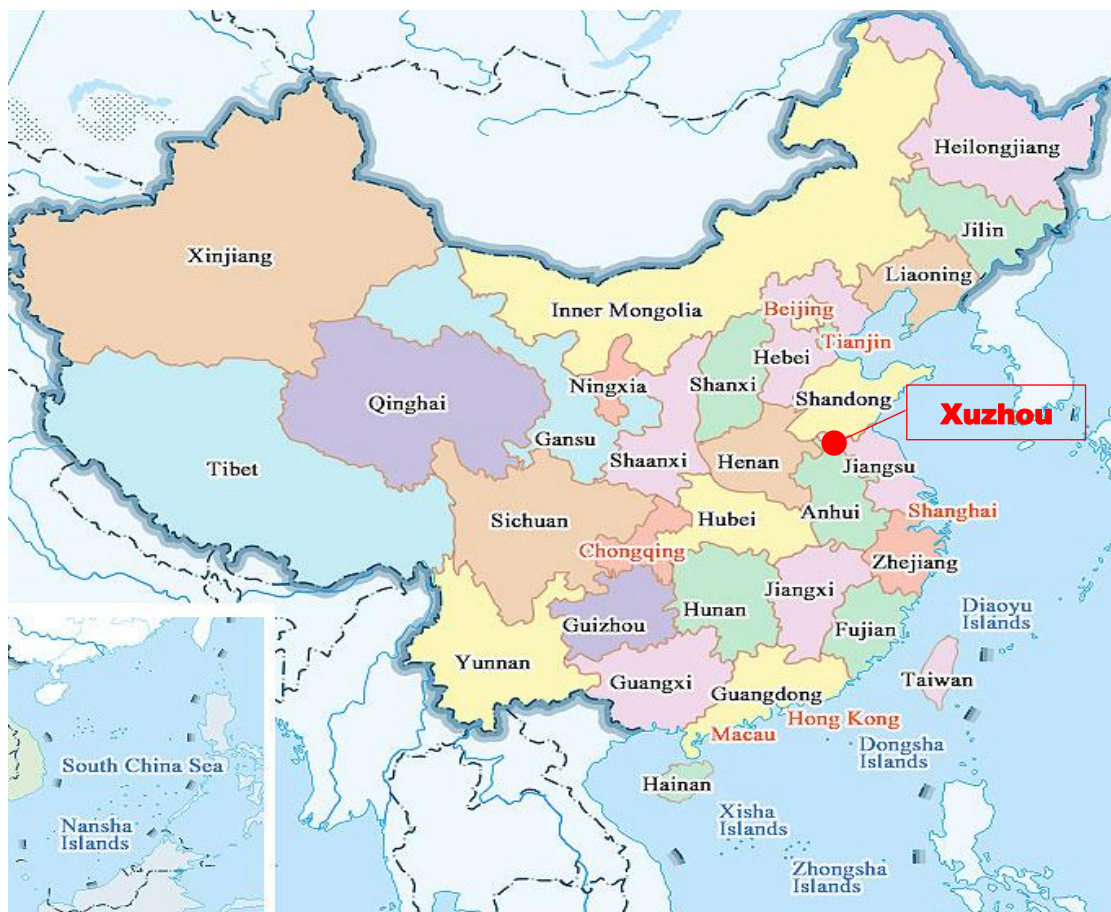 Heilongjiang
Jilin
Xinjiang
Liaoning
Inner Mongolia
Beijing
Tianjin
Hebei
Ningxia
Shanxi
Shandong
Qinghai
Xuzhou
Gansu
Shaanxi
Henan
Jiangsu
Tibet
Sichuan
Hubei
Anhui
Shanghai
Chongqing
Zhejiang
Jiangxi
Hunan
Diaoyu
Islands
Guizhou
Fujian
Yunnan
Guangxi
Guangdong
Taiwan
Hong Kong
Macau
Dongsha
Islands
South China Sea
Hainan
Xisha
Islands
Nansha
Islands
Zhongsha
Islands